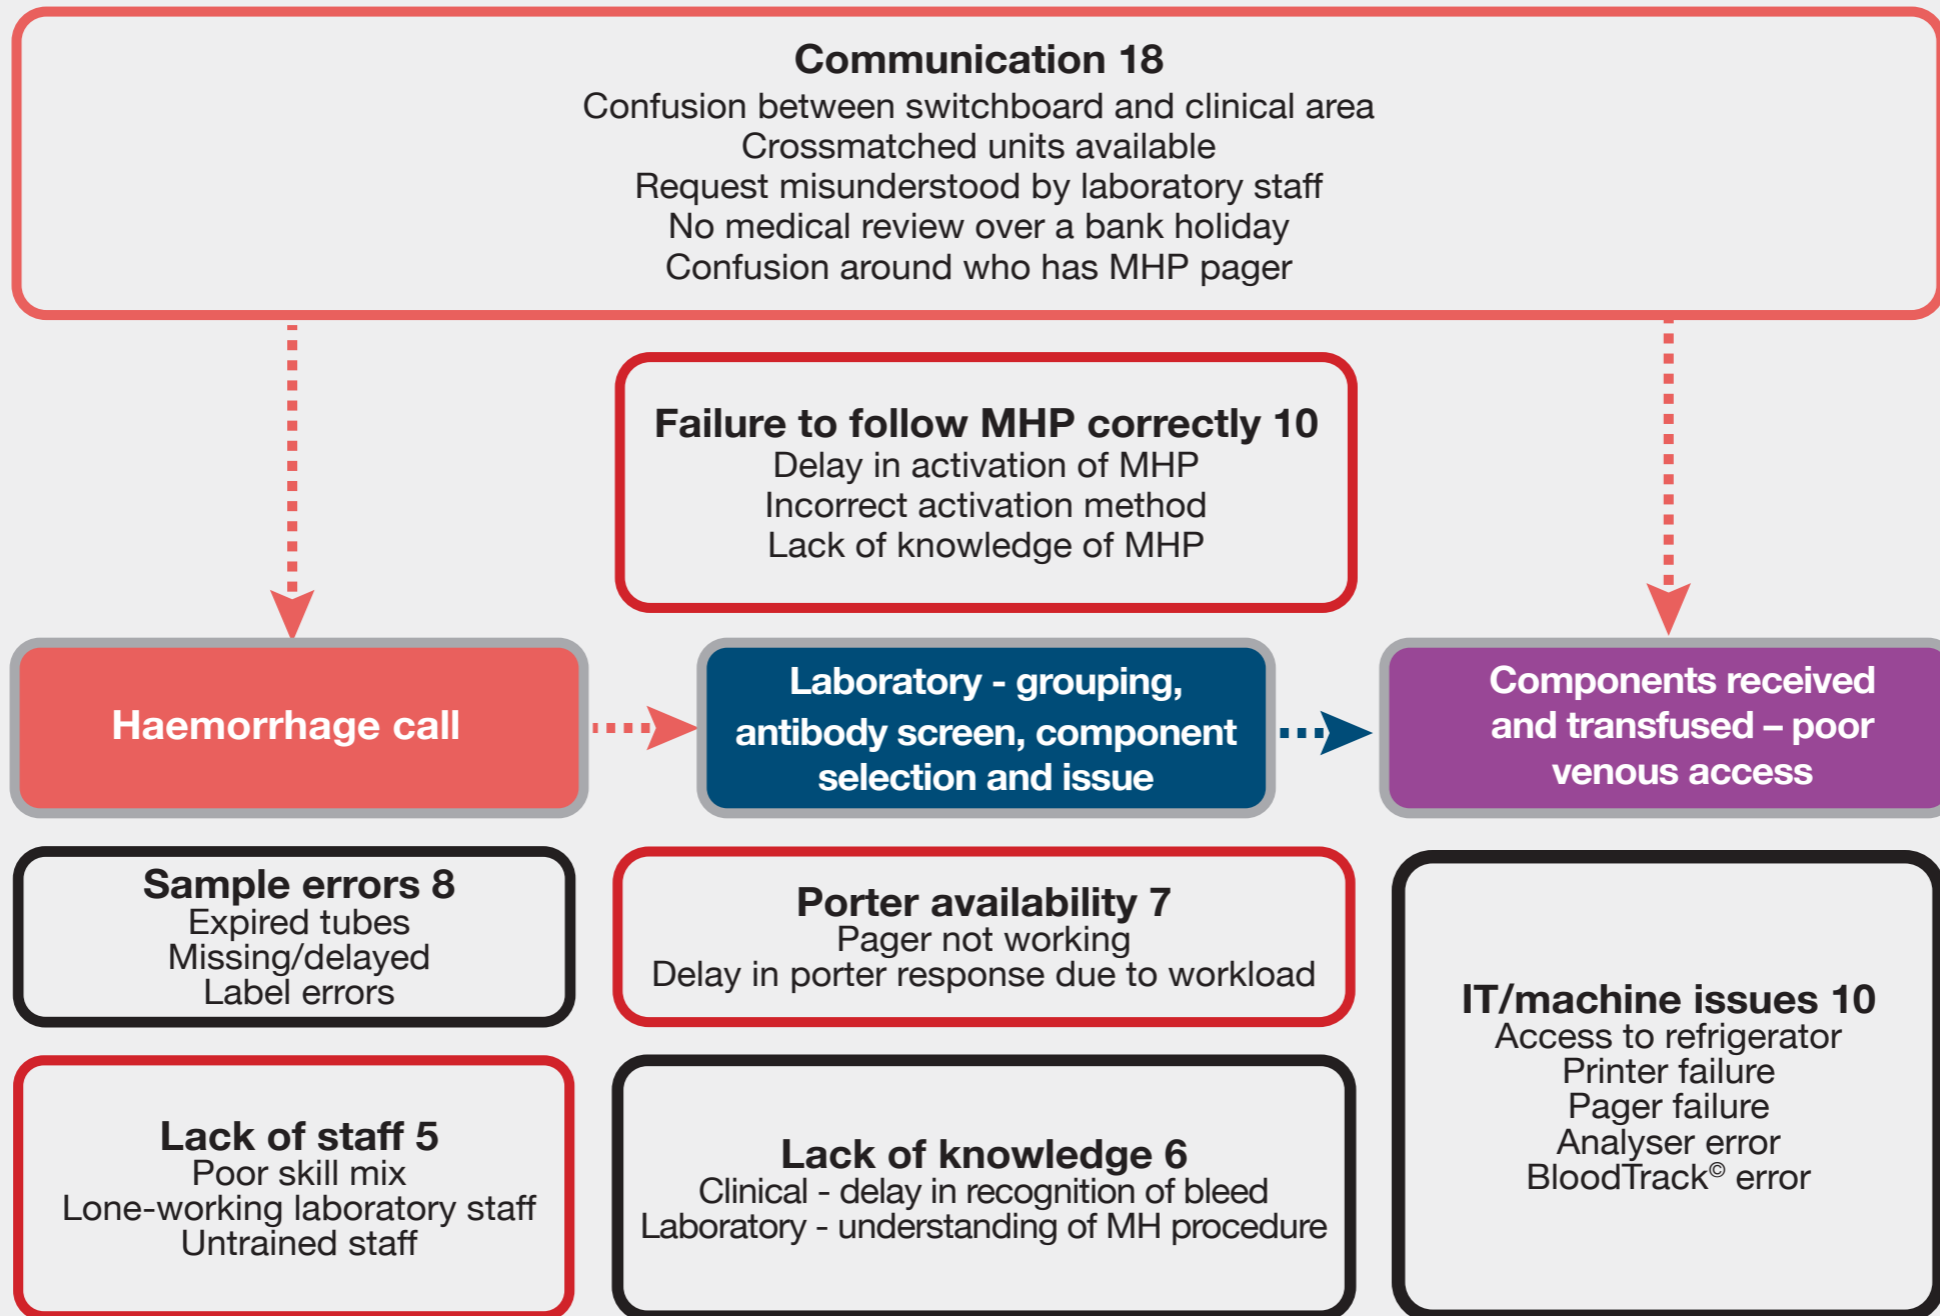 Communication 18
Confusion between switchboard and clinical area
Crossmatched units available
Request misunderstood by laboratory staff
No medical review over a bank holiday
Confusion around who has MHP pager
Failure to follow MHP correctly 10
Delay in activation of MHP
Incorrect activation method
Lack of knowledge of MHP
Haemorrhage call
Laboratory - grouping,
antibody screen, component
selection and issue
Components received
and transfused – poor
venous access
Sample errors 8
Expired tubes
Missing/delayed
Label errors
Porter availability 7
Pager not working
Delay in porter response due to workload
IT/machine issues 10
Access to refrigerator
Printer failure
Pager failure
Analyser error
BloodTrack© error
Lack of staff 5
Poor skill mix
Lone-working laboratory staff
Untrained staff
Lack of knowledge 6
Clinical - delay in recognition of bleed
Laboratory - understanding of MH procedure